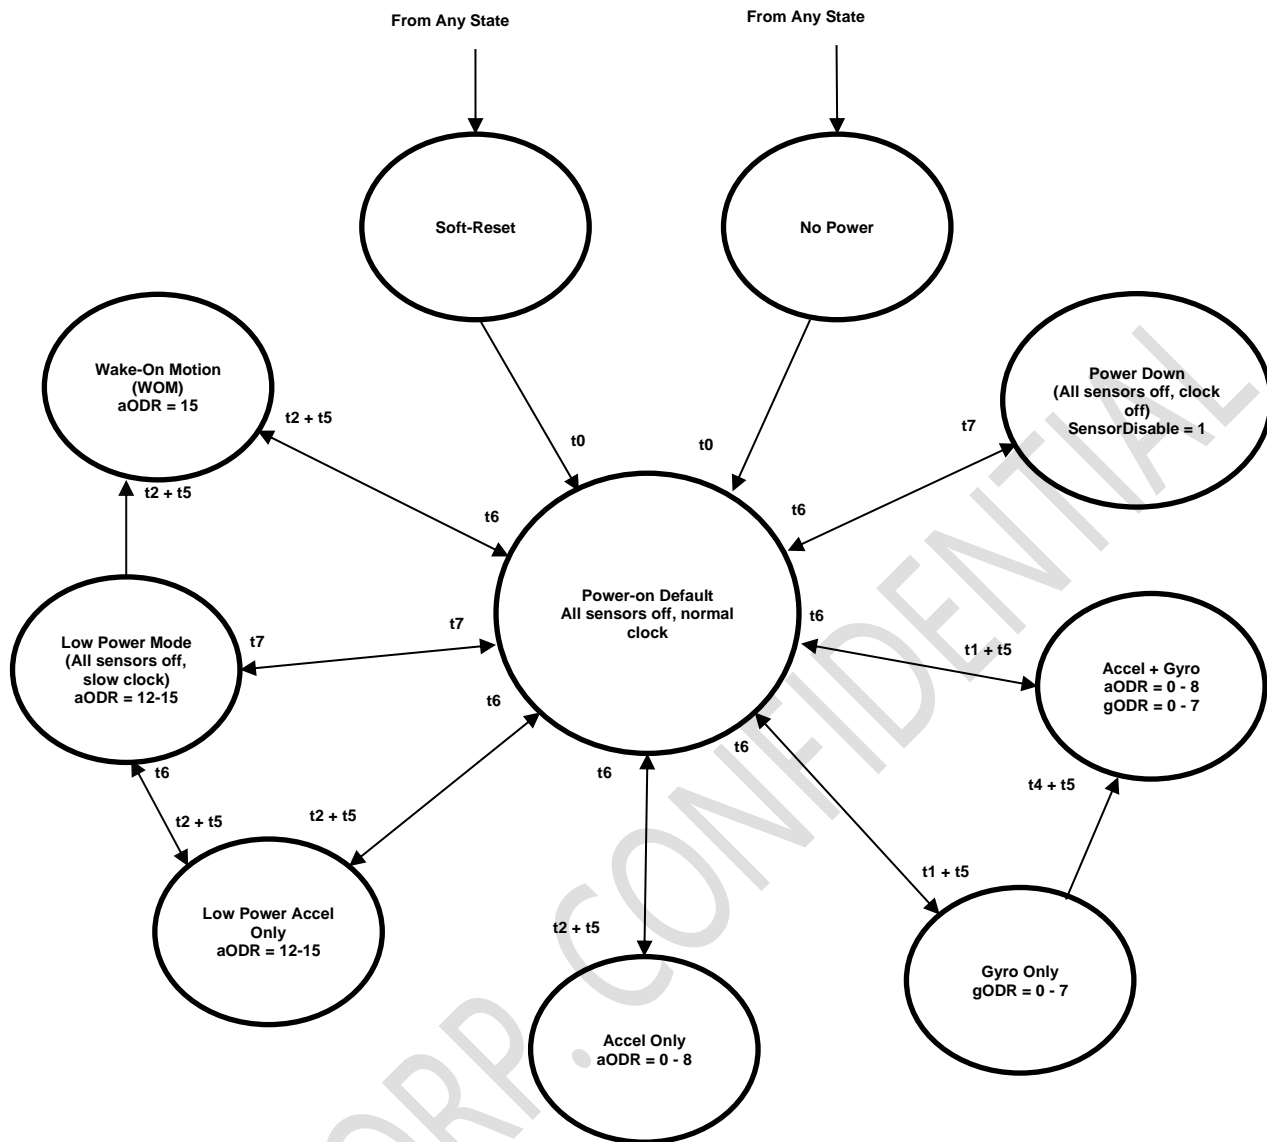 From Any State
From Any State
Soft-Reset
No Power
Wake-On Motion
(WOM)
aODR = 15
Power Down
(All sensors off, clock
off)
SensorDisable = 1
t2 + t5
t0
t0
t7
t2 + t5
t6
t6
Power-on Default
All sensors off, normal
clock
Low Power Mode
(All sensors off,
slow clock)
aODR = 12-15
t7
t7
t6
t1 + t5
Accel + Gyro
aODR = 0 - 8
gODR = 0 - 7
t6
t6
t6
t6
t4 + t5
t2 + t5
t2 + t5
t1 + t5
Low Power Accel
Only
aODR = 12-15
t2 + t5
Gyro Only
gODR = 0 - 7
Accel Only
aODR = 0 - 8
CORP. CONFIDENTIAL